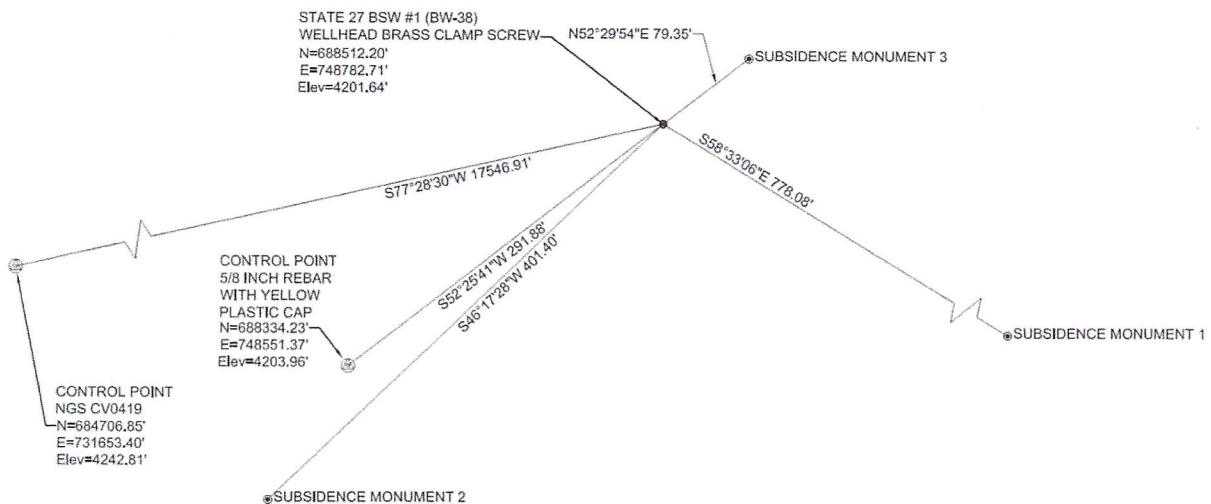 STATE 27 BSW #1 (BW-38)
WELLHEAD BRASS CLAMP SCREW
N=688512.20'
E=748782.71'
Elev=4201.64'
N52°29'54"E 79.35'
SUBSIDENCE MONUMENT 3
S77°28'30"W 17546.91'
S58°33'06"E 778.08'
S52°25'41"W 291.88'
S46°17'28"W 401.40'
CONTROL POINT
5/8 INCH REBAR
WITH YELLOW
PLASTIC CAP
N=688334.23'
E=748551.37'
Elev=4203.96'
SUBSIDENCE MONUMENT 1
CONTROL POINT
NGS CV0419
N=684706.85'
E=731653.40'
Elev=4242.81'
SUBSIDENCE MONUMENT 2